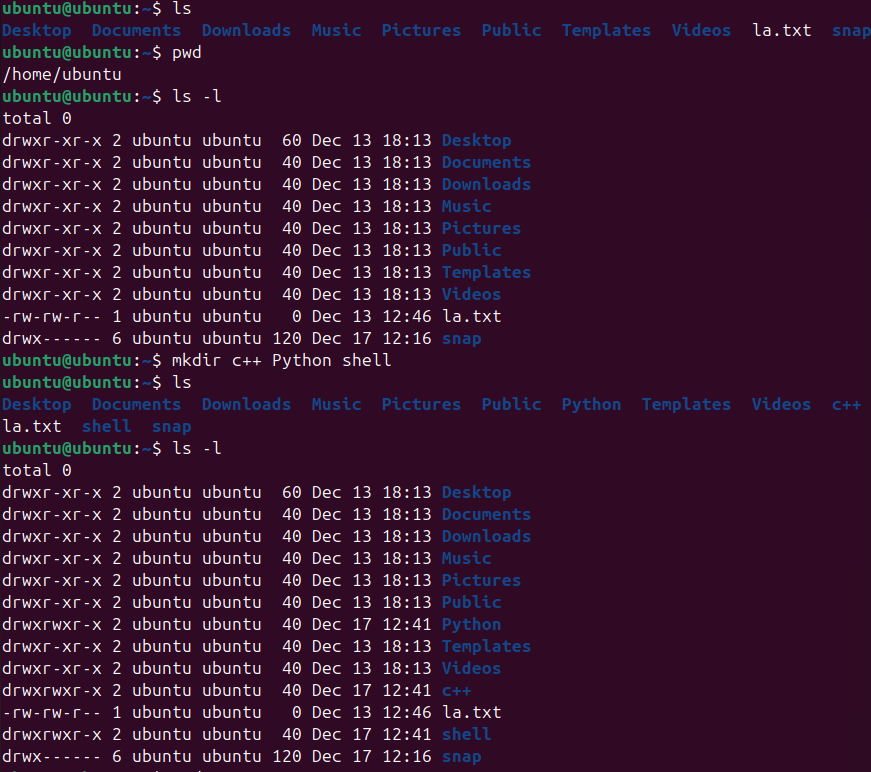 ubuntu@ubuntu:~$ ls
Desktop  Documents  Downloads  Music  Pictures  Public  Templates  Videos  la.txt  snap
ubuntu@ubuntu:~$ pwd
/home/ubuntu
ubuntu@ubuntu:~$ ls -l
total 0
drwxr-xr-x 2 ubuntu ubuntu  60 Dec 13 18:13 Desktop
drwxr-xr-x 2 ubuntu ubuntu  40 Dec 13 18:13 Documents
drwxr-xr-x 2 ubuntu ubuntu  40 Dec 13 18:13 Downloads
drwxr-xr-x 2 ubuntu ubuntu  40 Dec 13 18:13 Music
drwxr-xr-x 2 ubuntu ubuntu  40 Dec 13 18:13 Pictures
drwxr-xr-x 2 ubuntu ubuntu  40 Dec 13 18:13 Public
drwxr-xr-x 2 ubuntu ubuntu  40 Dec 13 18:13 Templates
drwxr-xr-x 2 ubuntu ubuntu  40 Dec 13 18:13 Videos
-rw-rw-r-- 1 ubuntu ubuntu   0 Dec 13 12:46 la.txt
drwx------ 6 ubuntu ubuntu 120 Dec 17 12:16 snap
ubuntu@ubuntu:~$ mkdir c++ Python shell
ubuntu@ubuntu:~$ ls
Desktop  Documents  Downloads  Music  Pictures  Public  Python  Templates  Videos  c++
la.txt  shell  snap
ubuntu@ubuntu:~$ ls -l
total 0
drwxr-xr-x 2 ubuntu ubuntu  60 Dec 13 18:13 Desktop
drwxr-xr-x 2 ubuntu ubuntu  40 Dec 13 18:13 Documents
drwxr-xr-x 2 ubuntu ubuntu  40 Dec 13 18:13 Downloads
drwxr-xr-x 2 ubuntu ubuntu  40 Dec 13 18:13 Music
drwxr-xr-x 2 ubuntu ubuntu  40 Dec 13 18:13 Pictures
drwxr-xr-x 2 ubuntu ubuntu  40 Dec 13 18:13 Public
drwxrwxr-x 2 ubuntu ubuntu  40 Dec 17 12:41 Python
drwxr-xr-x 2 ubuntu ubuntu  40 Dec 13 18:13 Templates
drwxr-xr-x 2 ubuntu ubuntu  40 Dec 13 18:13 Videos
drwxrwxr-x 2 ubuntu ubuntu  40 Dec 17 12:41 c++
-rw-rw-r-- 1 ubuntu ubuntu   0 Dec 13 12:46 la.txt
drwxrwxr-x 2 ubuntu ubuntu  40 Dec 17 12:41 shell
drwx------ 6 ubuntu ubuntu 120 Dec 17 12:16 snap